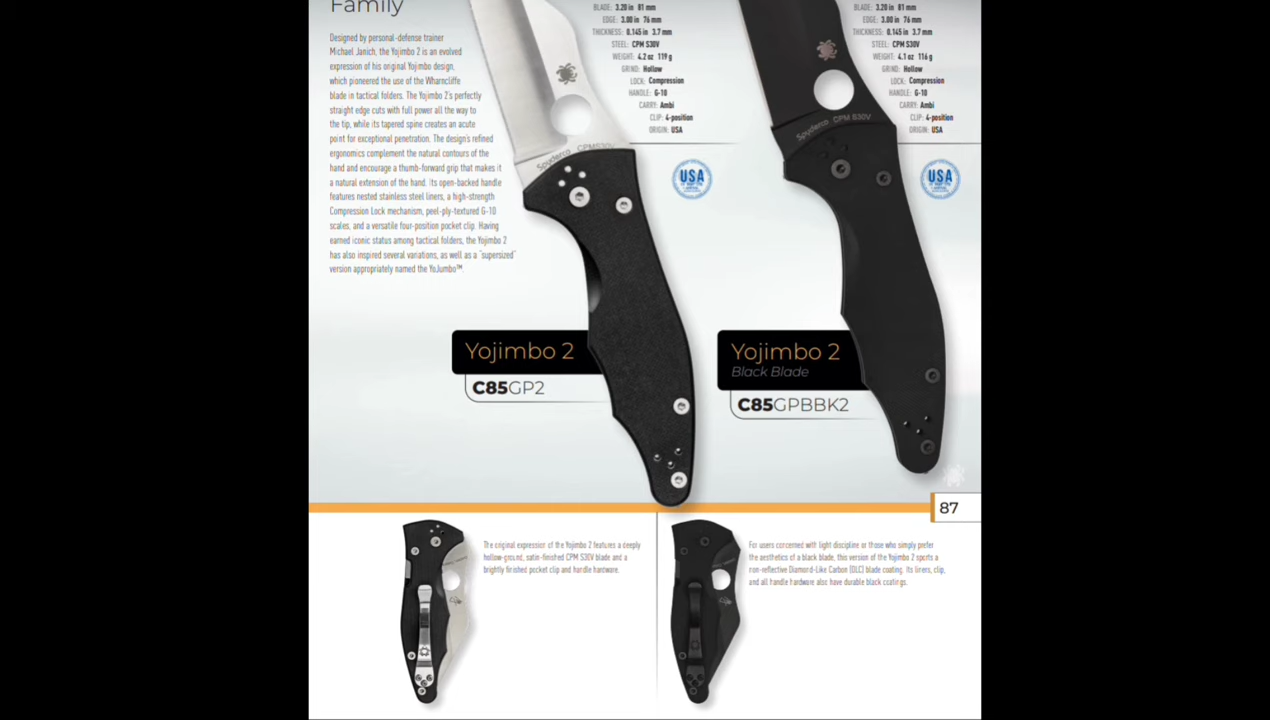 Family
Designed by personal-defense trainer
Michael Janich, the Yojimbo 2 is an evolved
expression of his original Yojimbo design,
which pioneered the use of the Wharncliffe
blade in tactical folders. The Yojimbo 2's perfectly
straight edge cuts with full power all the way to
the tip, while its tapered spine creates an acute
point for exceptional penetration. The design's refined
ergonomics complement the natural contours of the
hand and encourage a thumb-forward grip that makes it
a natural extension of the hand. Its open-backed handle
features nested stainless steel liners, a high-strength
Compression Lock mechanism, peel-ply-textured G-10
scales, and a versatile four-position pocket clip. Having
earned iconic status among tactical folders, the Yojimbo 2
has also inspired several variations, as well as a "supersized"
version appropriately named the YoJumbo™.
BLADE: 3.20 in 81 mm
EDGE: 3.00 in 76 mm
THICKNESS: 0.145 in 3.7 mm
STEEL: CPM S30V
WEIGHT: 4.2 oz 119 g
GRIND: Hollow
LOCK: Compression
HANDLE: G-10
CARRY: Ambi
CLIP: 4-position
ORIGIN: USA
USA
Spyderco CPM S30V
Yojimbo 2
C85GP2
BLADE: 3.20 in 81 mm
EDGE: 3.00 in 76 mm
THICKNESS: 0.145 in 3.7 mm
STEEL: CPM S30V
WEIGHT: 4.1 oz 116 g
GRIND: Hollow
LOCK: Compression
HANDLE: G-10
CARRY: Ambi
CLIP: 4-position
ORIGIN: USA
USA
Spyderco CPM S30V
Yojimbo 2
Black Blade
C85GPBBK2
87
The original expression of the Yojimbo 2 features a deeply
hollow-ground, satin-finished CPM S30V blade and a
brightly finished pocket clip and handle hardware.
For users concerned with light discipline or those who simply prefer
the aesthetics of a black blade, this version of the Yojimbo 2 sports a
non-reflective Diamond-Like Carbon (DLC) blade coating. Its liners, clip,
and all handle hardware also have durable black coatings.